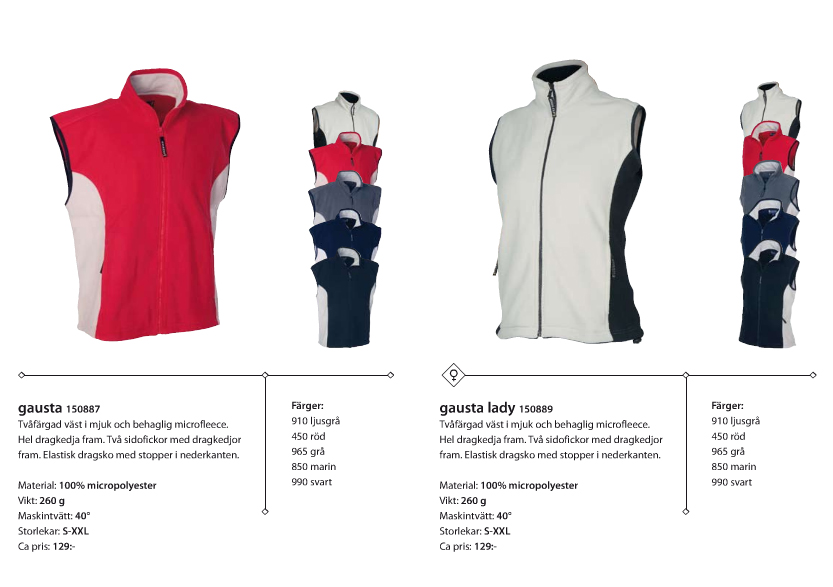 gausta 150887
Tvåfärgad väst i mjuk och behaglig microfleece.
Hel dragkedja fram. Två sidofickor med dragkedjor
fram. Elastisk dragsko med stopper i nederkanten.
Material: 100% micropolyester
Vikt: 260 g
Maskintvätt: 40°
Storlekar: S-XXL
Ca pris: 129:-
Färger:
910 ljusgrå
450 röd
965 grå
850 marin
990 svart
gausta lady 150889
Tvåfärgad väst i mjuk och behaglig microfleece.
Hel dragkedja fram. Två sidofickor med dragkedjor
fram. Elastisk dragsko med stopper i nederkanten.
Material: 100% micropolyester
Vikt: 260 g
Maskintvätt: 40°
Storlekar: S-XXL
Ca pris: 129:-
Färger:
910 ljusgrå
450 röd
965 grå
850 marin
990 svart